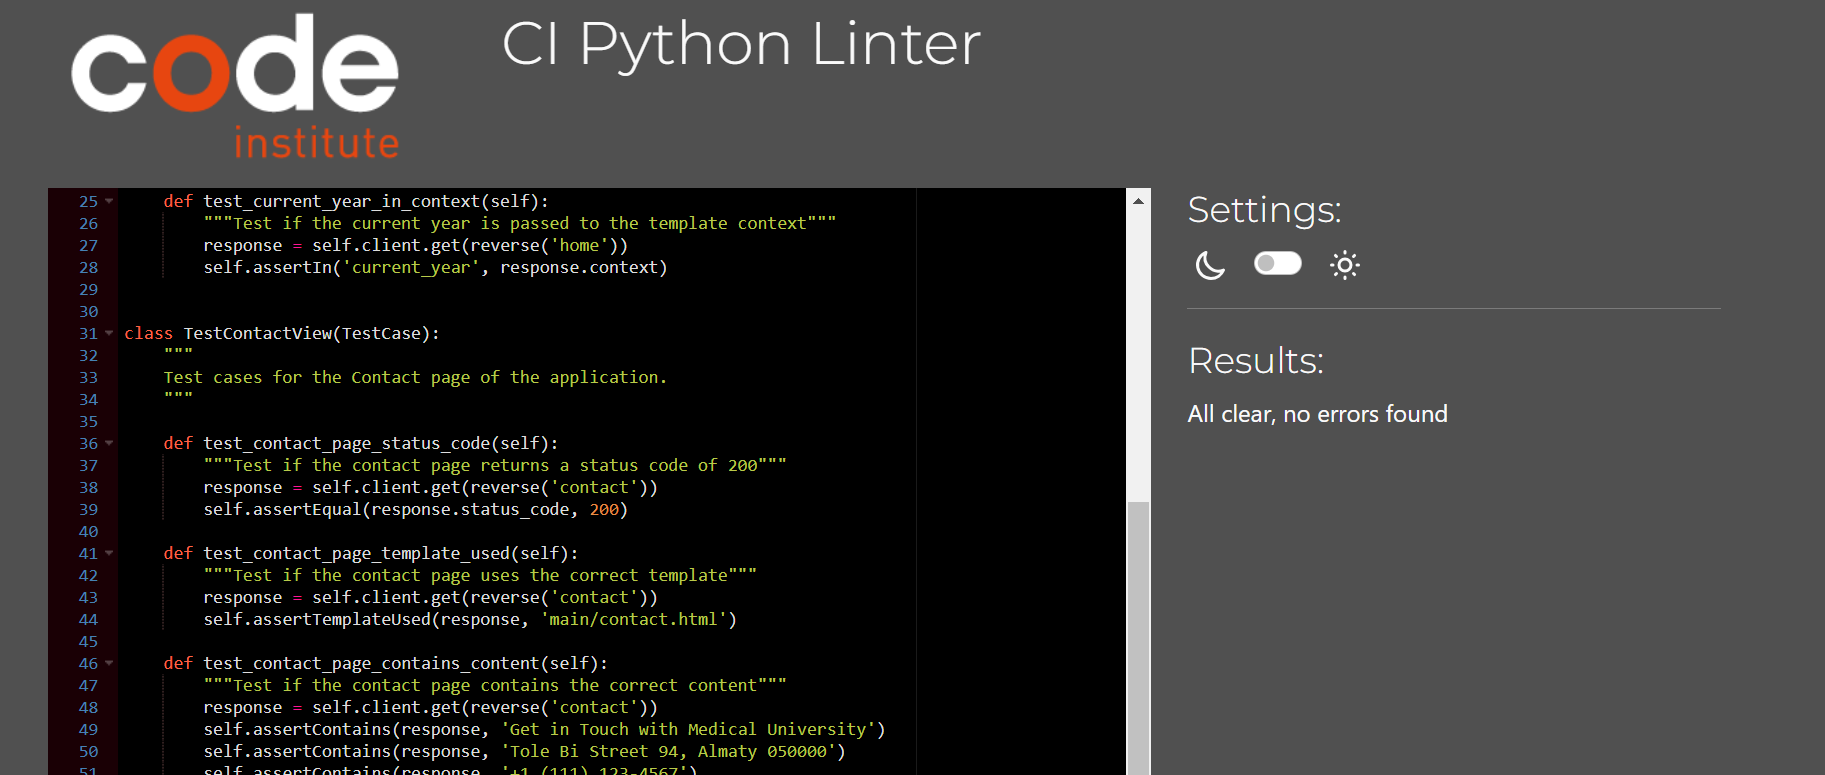 code
institute
CI Python Linter
25 def test_current_year_in_context(self):
26 """Test if the current year is passed to the template context"""
27 response = self.client.get(reverse('home'))
28 self.assertIn('current_year', response.context)
29
30
31 class TestContactView(TestCase):
32 """
33 Test cases for the Contact page of the application.
34 """
35
36 def test_contact_page_status_code(self):
37 """Test if the contact page returns a status code of 200"""
38 response = self.client.get(reverse('contact'))
39 self.assertEqual(response.status_code, 200)
40
41 def test_contact_page_template_used(self):
42 """Test if the contact page uses the correct template"""
43 response = self.client.get(reverse('contact'))
44 self.assertTemplateUsed(response, 'main/contact.html')
45
46 def test_contact_page_contains_content(self):
47 """Test if the contact page contains the correct content"""
48 response = self.client.get(reverse('contact'))
49 self.assertContains(response, 'Get in Touch with Medical University')
50 self.assertContains(response, 'Tole Bi Street 94, Almaty 050000')
51 self.assertContains(response, '+1 (111) 123-4567')
Settings:
Results:
All clear, no errors found